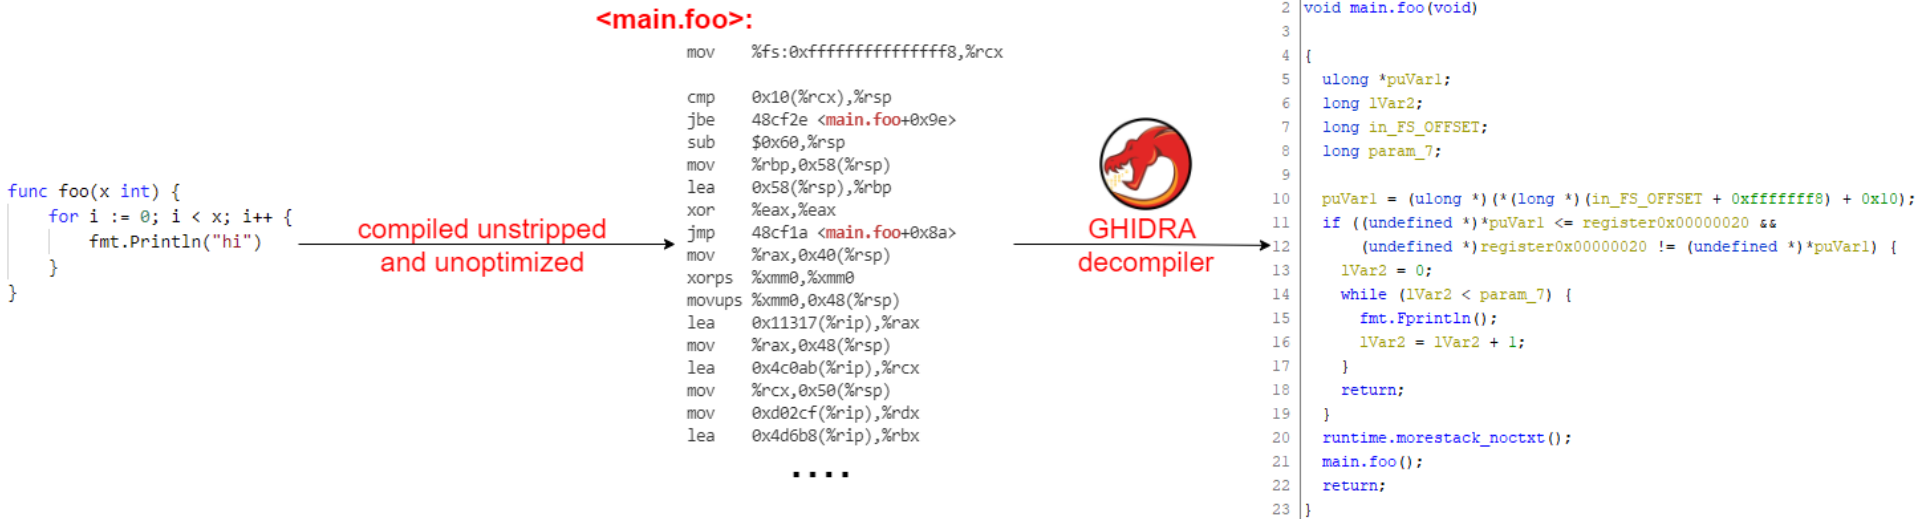 func foo(x int) {
    for i := 0; i < x; i++ {
        fmt.Println("hi")
    }
}
compiled unstripped
and unoptimized
<main.foo>:
mov %fs:0xfffffffffffffff8,%rcx
cmp 0x10(%rcx),%rsp
jbe 48cf2e <main.foo+0x9e>
sub $0x60,%rsp
mov %rbp,0x58(%rsp)
lea 0x58(%rsp),%rbp
xor %eax,%eax
jmp 48cf1a <main.foo+0x8a>
mov %rax,0x40(%rsp)
xorps %xmm0,%xmm0
movups %xmm0,0x48(%rsp)
lea 0x11317(%rip),%rax
mov %rax,0x48(%rsp)
lea 0x4c0ab(%rip),%rcx
mov %rcx,0x50(%rsp)
mov 0xd02cf(%rip),%rdx
lea 0x4d6b8(%rip),%rbx
....
GHIDRA
decompiler
2 void main.foo(void)
3
4 {
5   ulong *puVar1;
6   long lVar2;
7   long in_FS_OFFSET;
8   long param_7;
9
10   puVar1 = (ulong *)(*(long *)(in_FS_OFFSET + 0xfffffff8) + 0x10);
11   if ((undefined *)*puVar1 <= register0x00000020 &&
12       (undefined *)register0x00000020 != (undefined *)*puVar1) {
13     lVar2 = 0;
14     while (lVar2 < param_7) {
15       fmt.Fprintln();
16       lVar2 = lVar2 + 1;
17     }
18     return;
19   }
20   runtime.morestack_noctxt();
21   main.foo();
22   return;
23 }